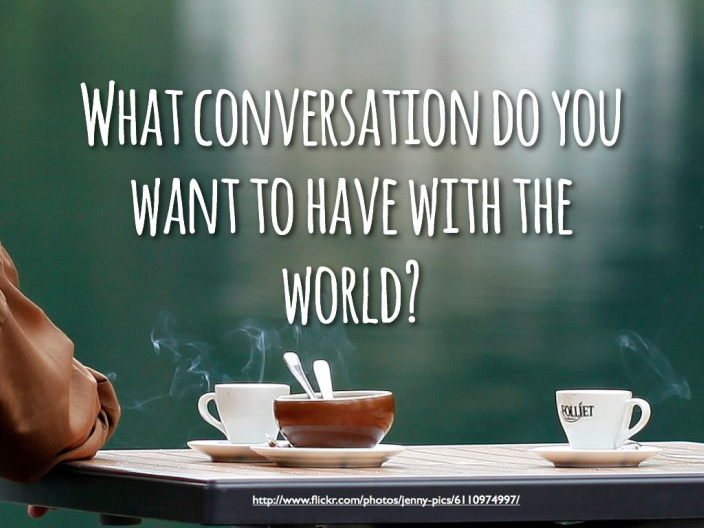 What conversation do you
want to have with the
world?
FOLLIET
http://www.flickr.com/photos/jenny-pics/6110974997/